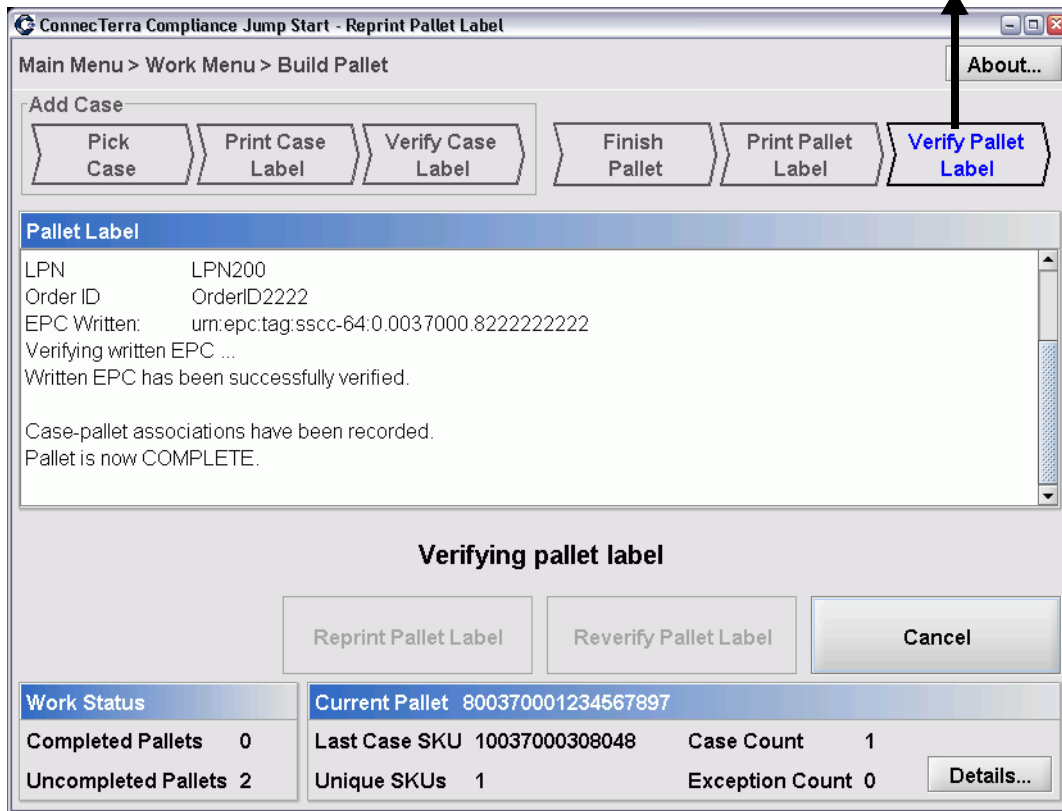 ConnecTerra Compliance Jump Start - Reprint Pallet Label
Main Menu > Work Menu > Build Pallet
About...
Add Case
Pick
Case
Print Case
Label
Verify Case
Label
Finish
Pallet
Print Pallet
Label
Verify Pallet
Label
Pallet Label
LPN LPN200
Order ID OrderID2222
EPC Written: urn:epc:tag:sscc-64:0.0037000.8222222222
Verifying written EPC ...
Written EPC has been successfully verified.
Case-pallet associations have been recorded.
Pallet is now COMPLETE.
Verifying pallet label
Reprint Pallet Label
Reverify Pallet Label
Cancel
Work Status
Completed Pallets 0
Uncompleted Pallets 2
Current Pallet 800370001234567897
Last Case SKU 10037000308048 Case Count 1
Unique SKUs 1 Exception Count 0
Details...